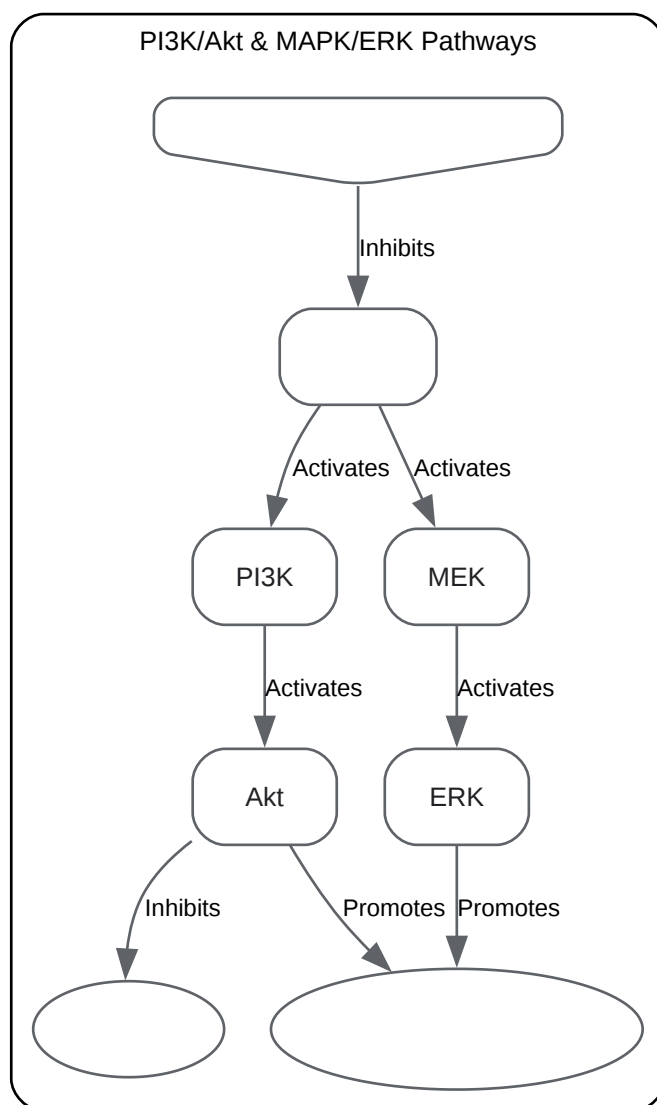 PI3K/Akt & MAPK/ERK Pathways
Inhibits
Activates
Activates
PI3K
MEK
Activates
Activates
Akt
ERK
Inhibits
Promotes
Promotes